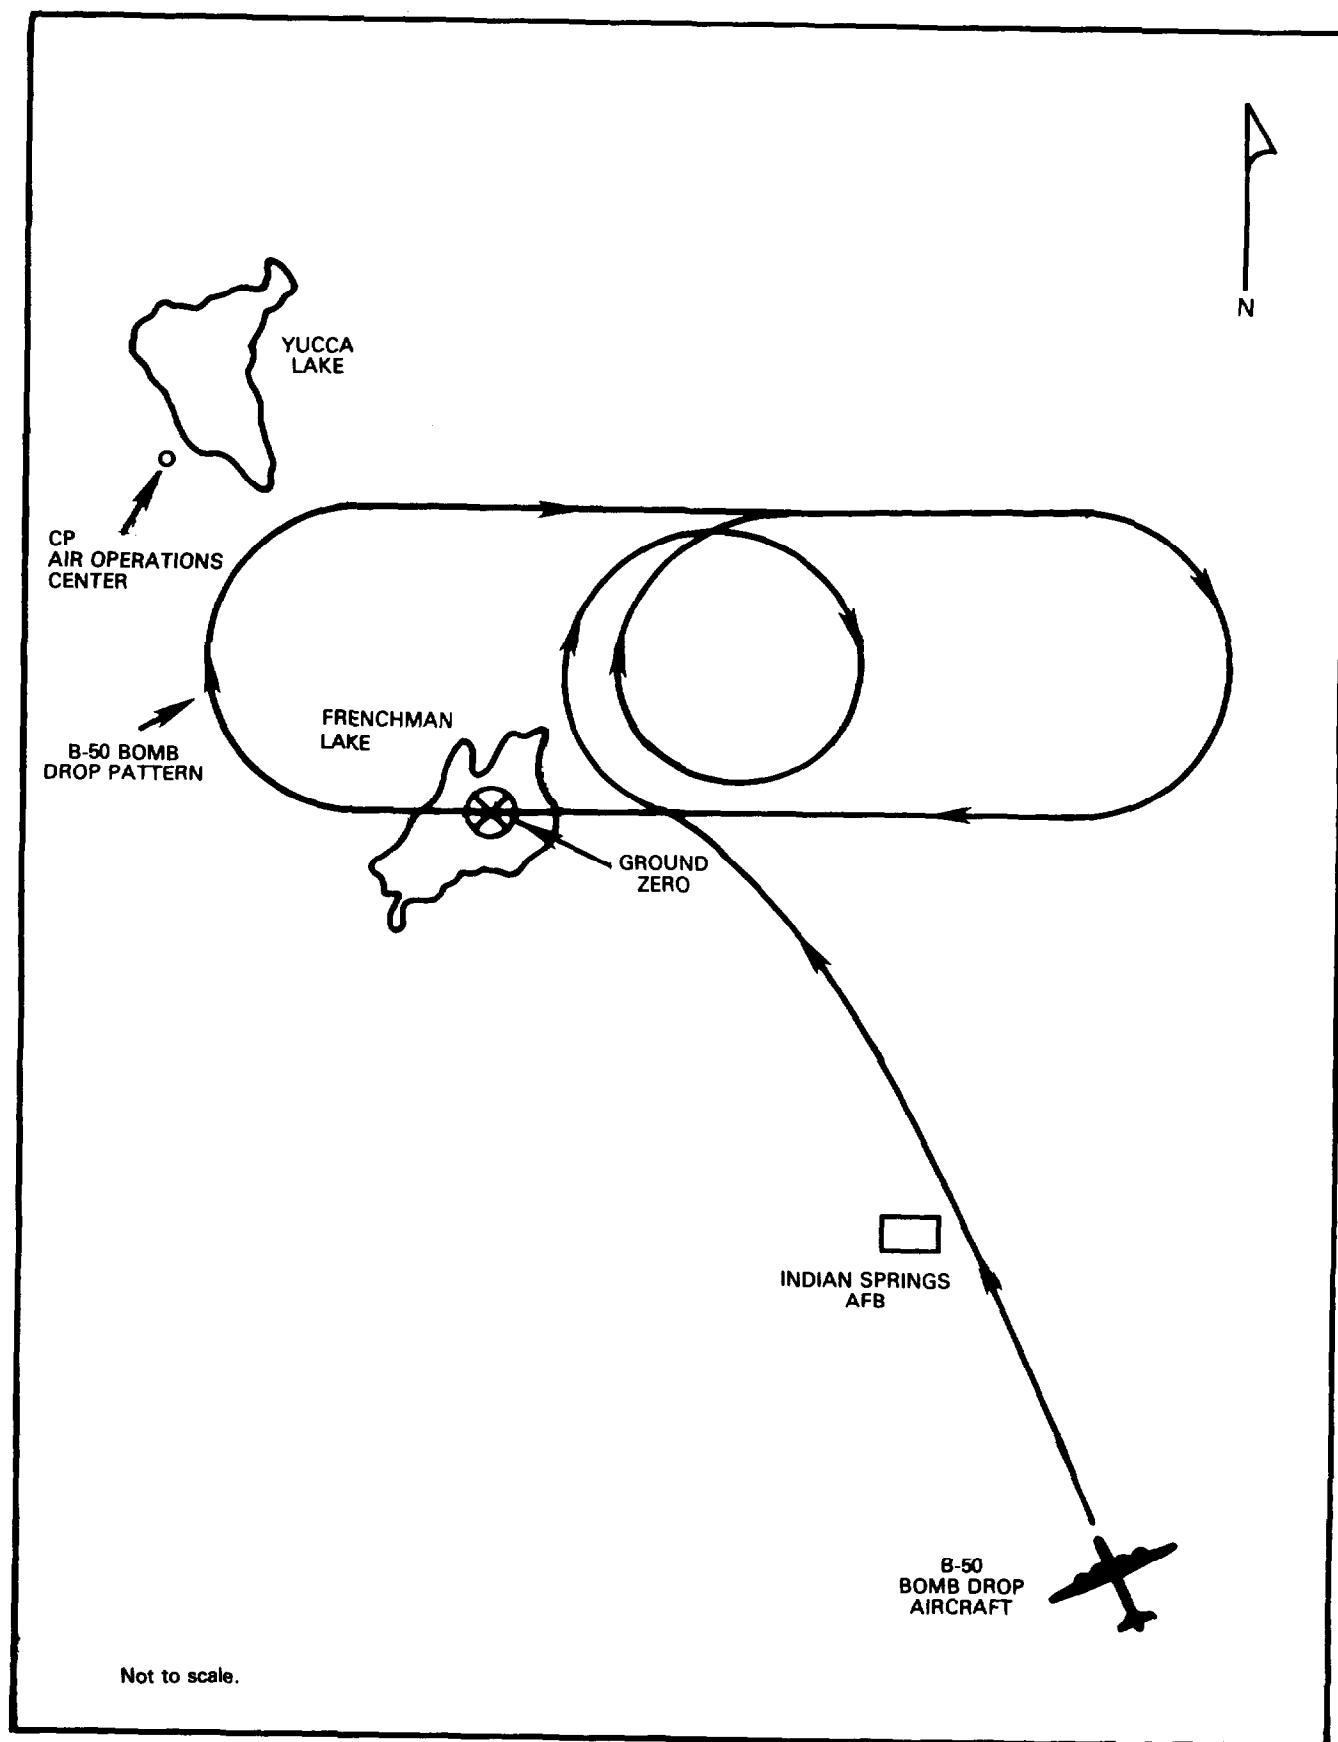 N
YUCCA
LAKE
CP
AIR OPERATIONS
CENTER
FRENCHMAN
LAKE
B-50 BOMB
DROP PATTERN
GROUND
ZERO
INDIAN SPRINGS
AFB
B-50
BOMB DROP
AIRCRAFT
Not to scale.